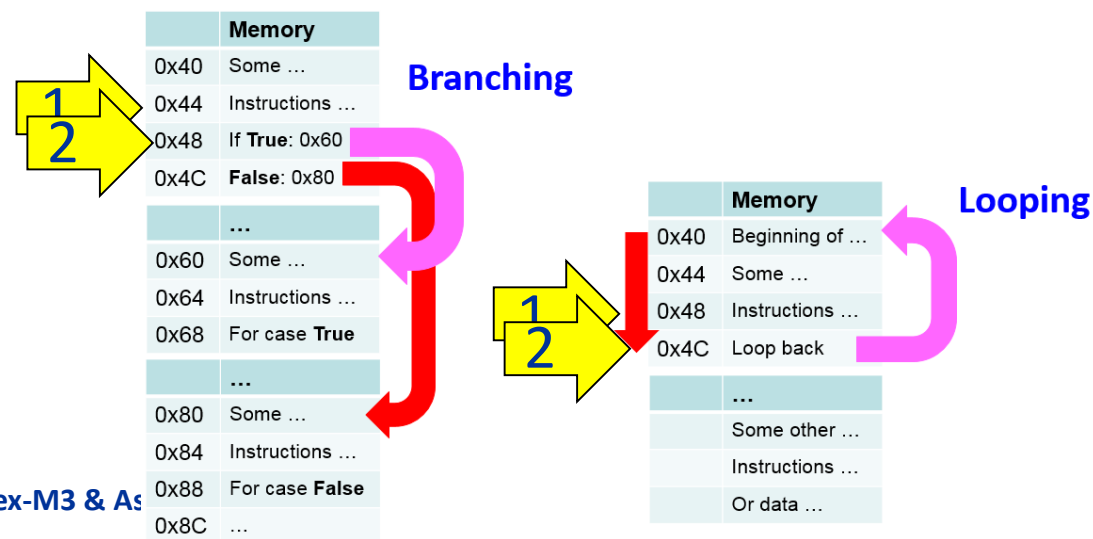 Memory
0x40 Some …
0x44 Instructions …
0x48 If True: 0x60
0x4C False: 0x80
…
0x60 Some …
0x64 Instructions …
0x68 For case True
…
0x80 Some …
0x84 Instructions …
0x88 For case False
0x8C …
1
2
Branching
ex-M3 & As
Memory
0x40 Beginning of …
0x44 Some …
0x48 Instructions …
0x4C Loop back
…
Some other …
Instructions …
Or data …
1
2
Looping